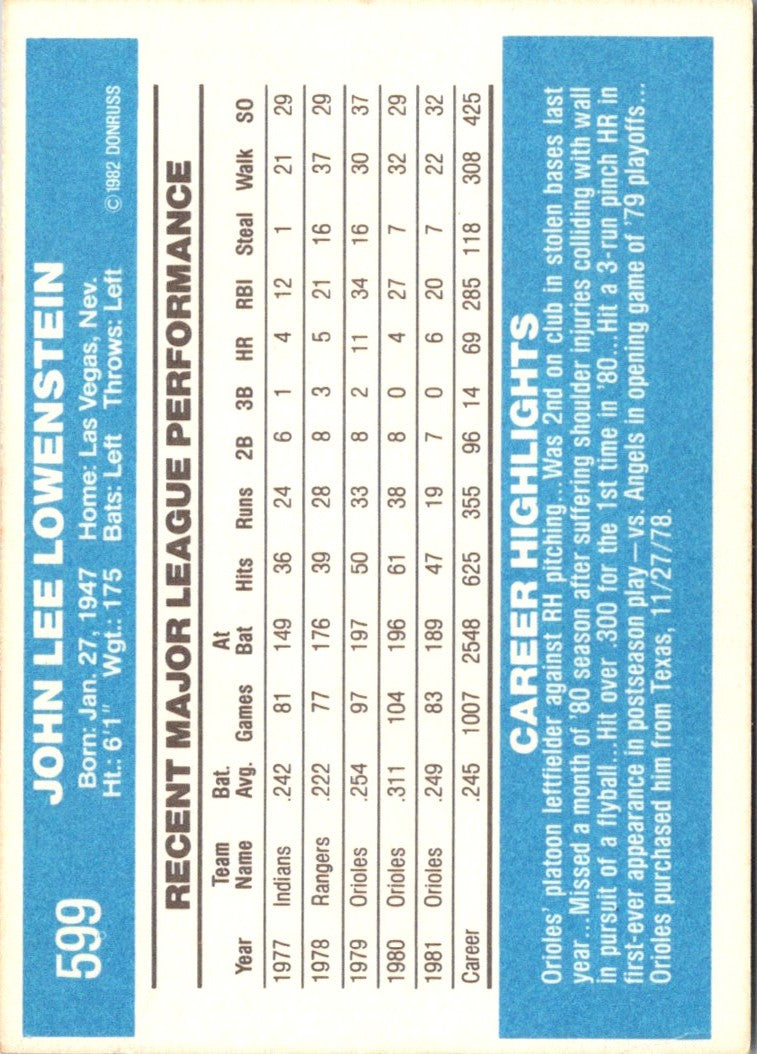 599
JOHN LEE LOWENSTEIN
Born: Jan. 27, 1947 Home: Las Vegas, Nev.
Ht.: 6'1" Wgt.: 175 Bats: Left Throws: Left
© 1982 DONRUSS
RECENT MAJOR LEAGUE PERFORMANCE
Team Bat. At
Year Name Avg. Games Bat Hits Runs 2B 3B HR RBI Steal Walk SO
1977 Indians .242 81 149 36 24 6 1 4 12 1 21 29
1978 Rangers .222 77 176 39 28 8 3 5 21 16 37 29
1979 Orioles .254 97 197 50 33 8 2 11 34 16 30 37
1980 Orioles .311 104 196 61 38 8 0 4 27 7 32 29
1981 Orioles .249 83 189 47 19 7 0 6 20 7 22 32
Career .245 1007 2548 625 355 96 14 69 285 118 308 425
CAREER HIGHLIGHTS
Orioles' platoon leftfielder against RH pitching...Was 2nd on club in stolen bases last
year...Missed a month of '80 season after suffering shoulder injuries colliding with wall
in pursuit of a flyball...Hit over .300 for the 1st time in '80...Hit a 3-run pinch HR in
first-ever appearance in postseason play—vs. Angels in opening game of '79 playoffs...
Orioles purchased him from Texas, 11/27/78.